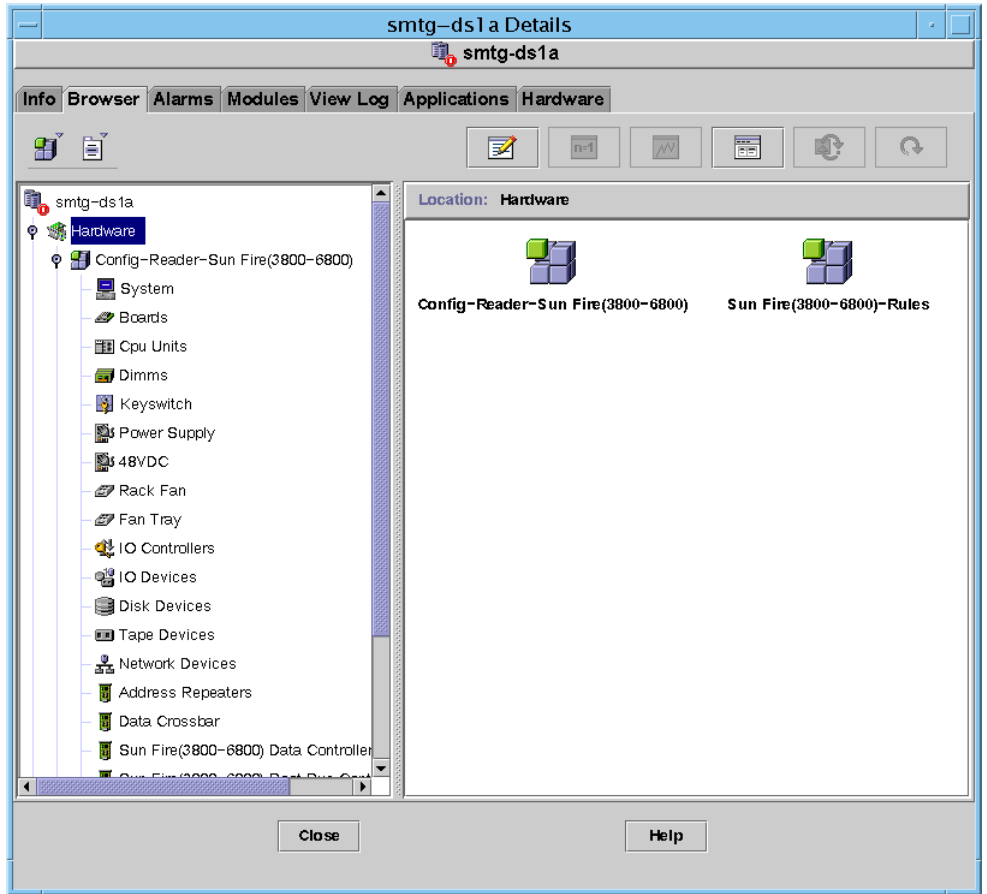 smtg-ds1a Details
smtg-ds1a
Info Browser Alarms Modules View Log Applications Hardware
n=1
smtg-ds1a
Hardware
Config-Reader-Sun Fire(3800-6800)
System
Boards
Cpu Units
Dimms
Keyswitch
Power Supply
48VDC
Rack Fan
Fan Tray
IO Controllers
IO Devices
Disk Devices
Tape Devices
Network Devices
Address Repeaters
Data Crossbar
Sun Fire(3800-6800) Data Controller
Location: Hardware
Config-Reader-Sun Fire(3800-6800) Sun Fire(3800-6800)-Rules
Close Help